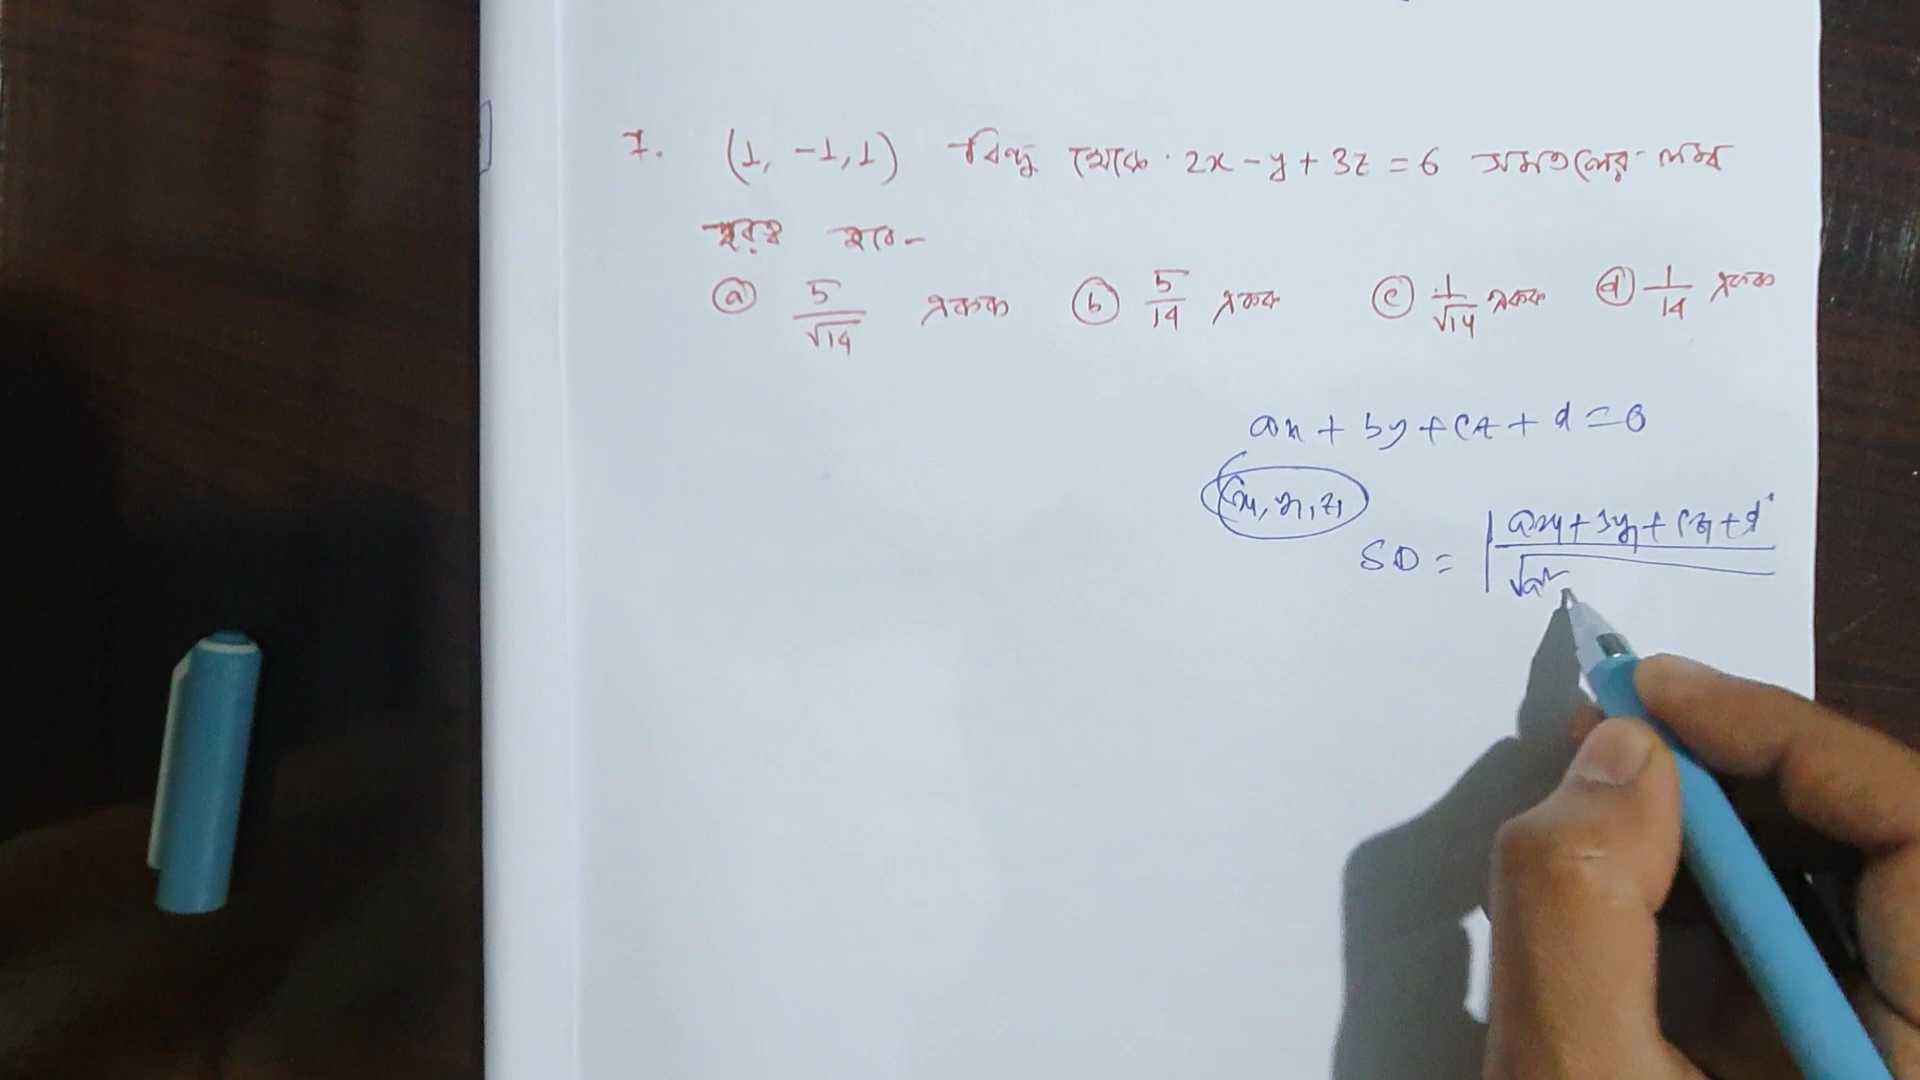 7. (1, -1, 1) বিন্দু থেকে 2x - y + 3z = 6 সমতলের লম্ব
দূরত্ব হবে-
(a) 5/√14 একক (b) 5/14 একক (c) 1/√14 একক (d) 1/14 একক
ax + by + cz + d = 0
(x₁, y₁, z₁)
SD = | ax₁ + by₁ + cz₁ + d / √a²